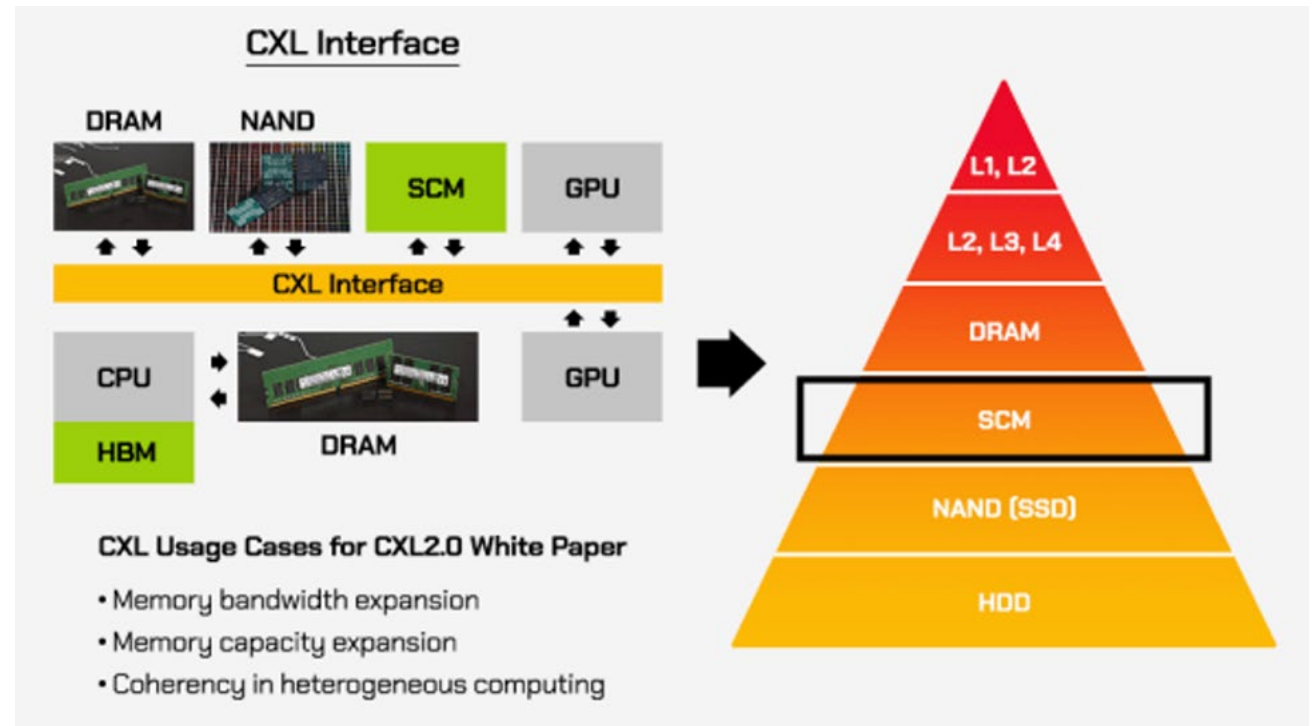 CXL Interface
DRAM NAND
SCM GPU
CXL Interface
CPU GPU
HBM DRAM
CXL Usage Cases for CXL2.0 White Paper
• Memory bandwidth expansion
• Memory capacity expansion
• Coherency in heterogeneous computing
L1, L2
L2, L3, L4
DRAM
SCM
NAND (SSD)
HDD